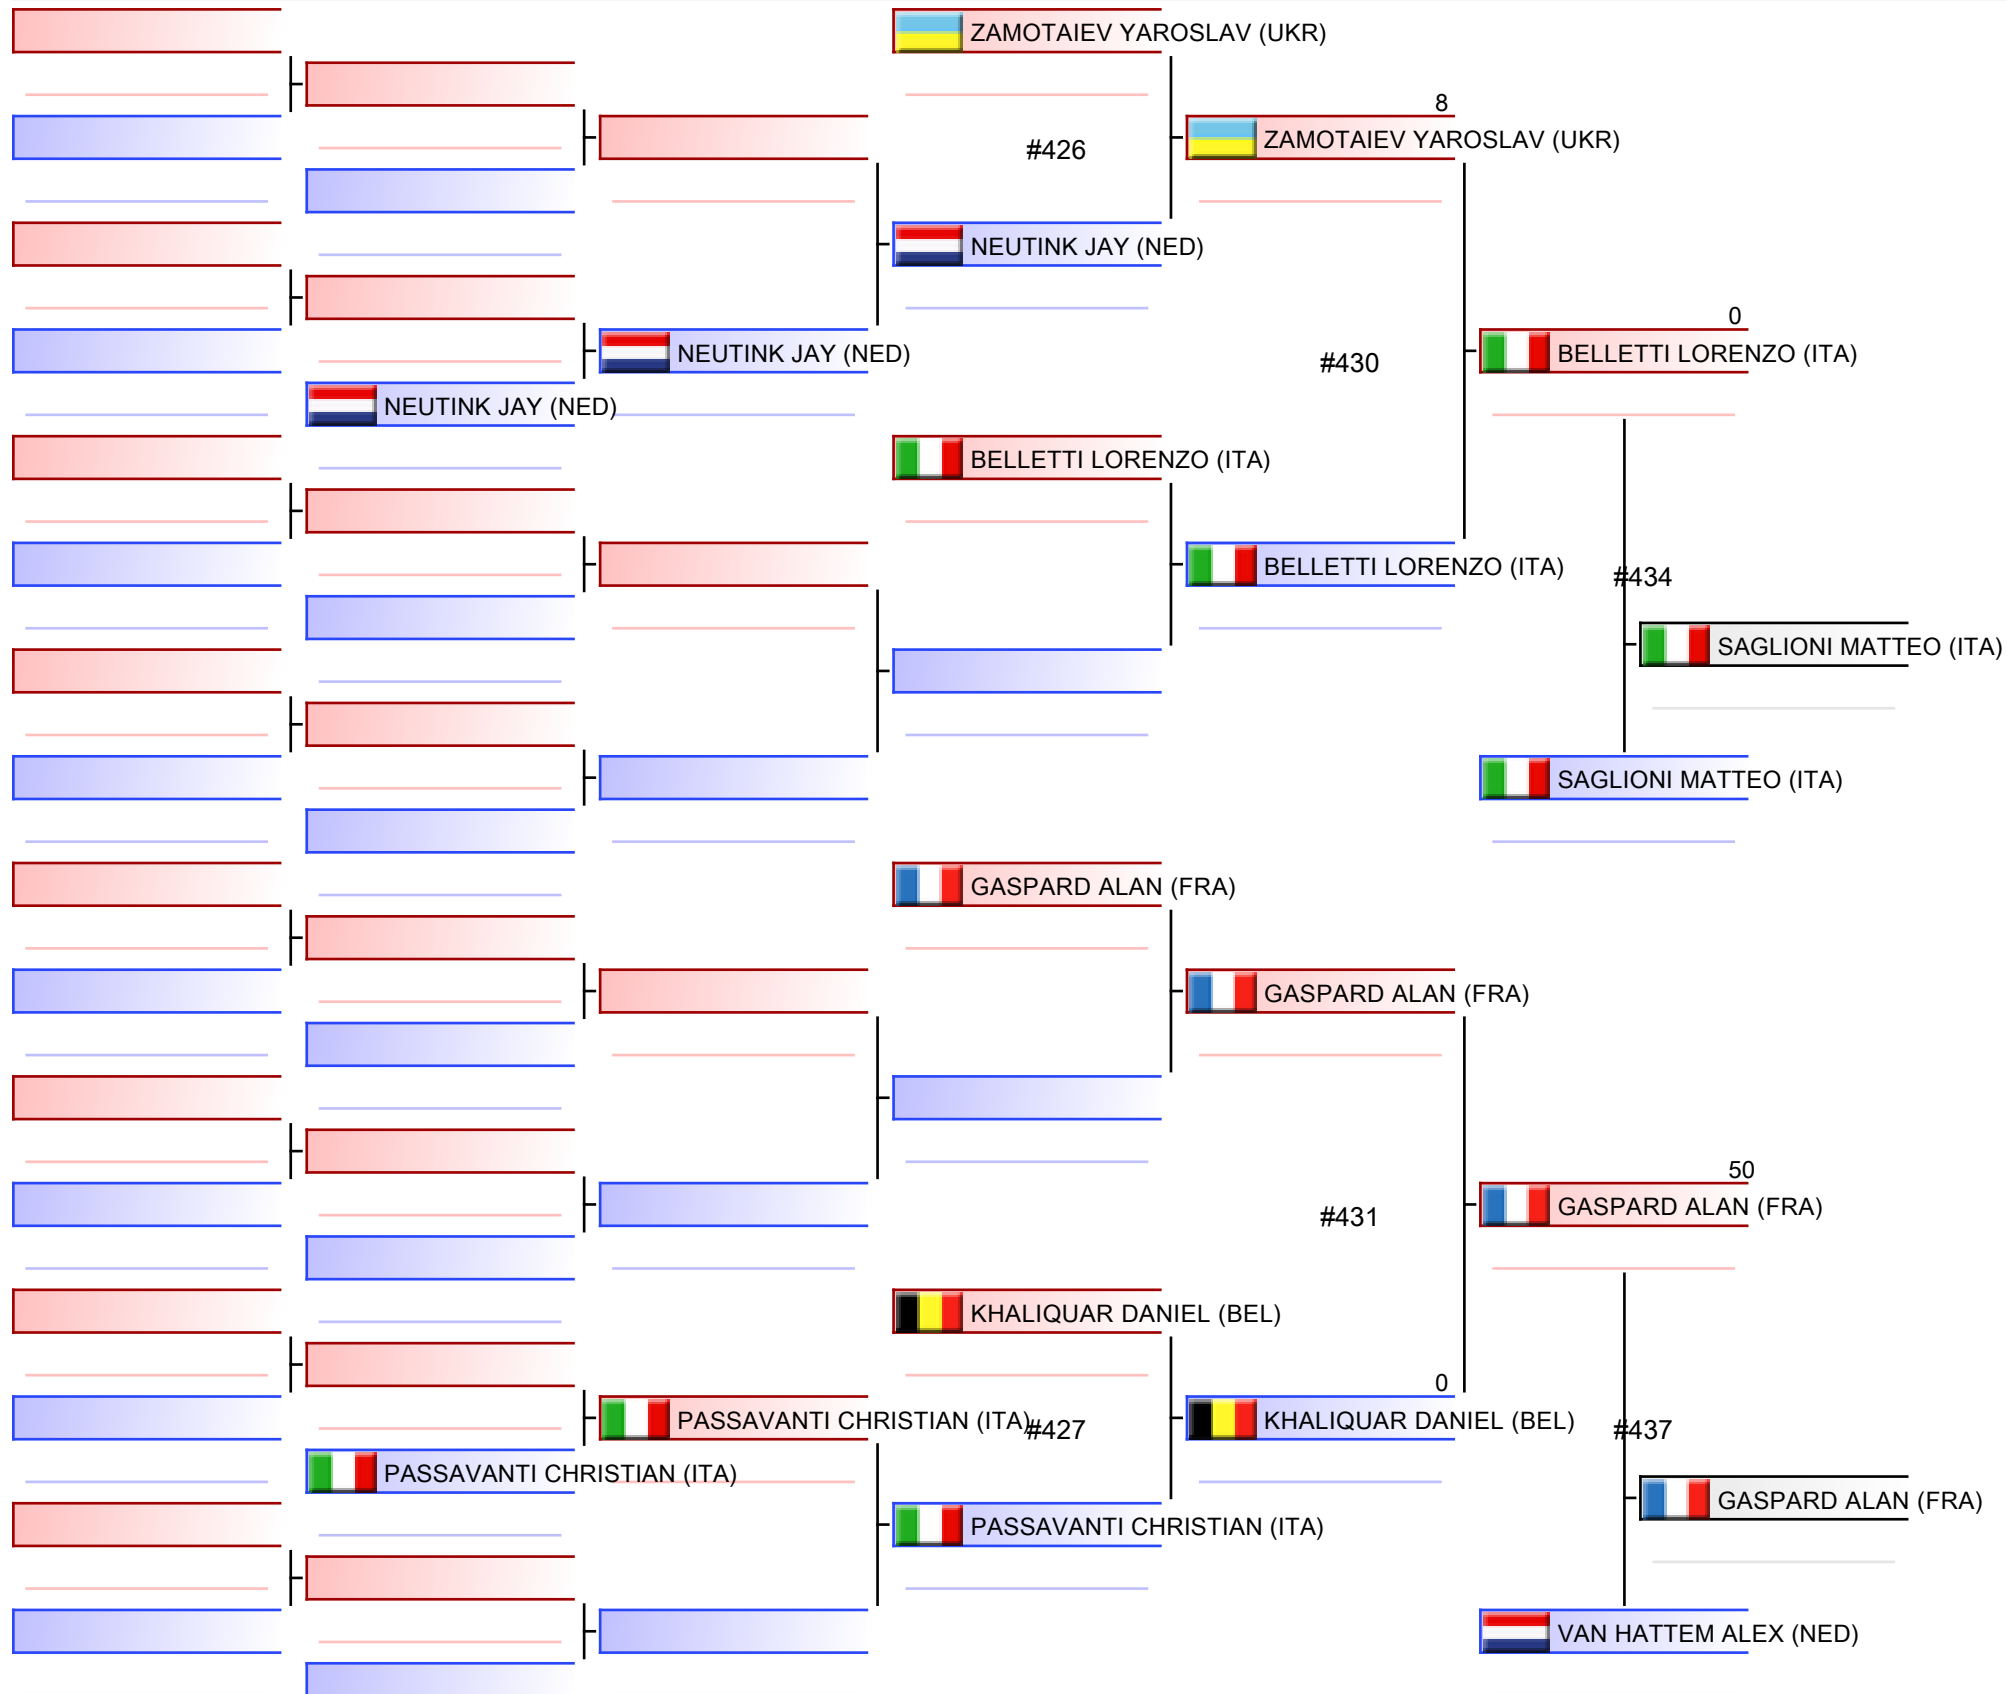 ZAMOTAIEV YAROSLAV (UKR)
8
#426
ZAMOTAIEV YAROSLAV (UKR)
NEUTINK JAY (NED)
0
NEUTINK JAY (NED)
#430
BELLETTI LORENZO (ITA)
NEUTINK JAY (NED)
BELLETTI LORENZO (ITA)
BELLETTI LORENZO (ITA)
#434
SAGLIONI MATTEO (ITA)
SAGLIONI MATTEO (ITA)
GASPARD ALAN (FRA)
GASPARD ALAN (FRA)
50
#431
GASPARD ALAN (FRA)
KHALIQUAR DANIEL (BEL)
0
PASSAVANTI CHRISTIAN (ITA)
#427
KHALIQUAR DANIEL (BEL)
#437
PASSAVANTI CHRISTIAN (ITA)
GASPARD ALAN (FRA)
PASSAVANTI CHRISTIAN (ITA)
VAN HATTEM ALEX (NED)